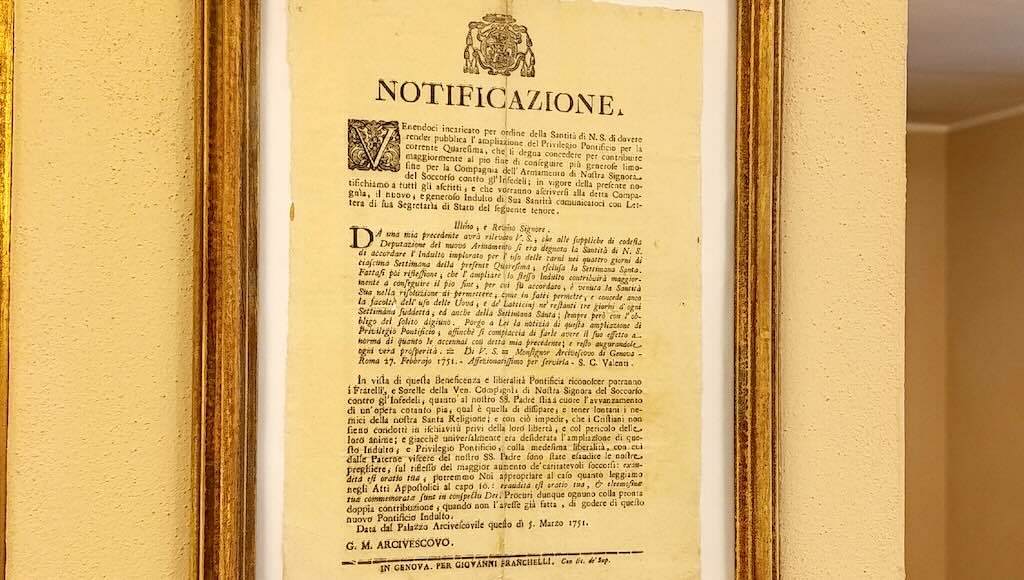 NOTIFICAZIONE.
VEnendoci incaricato per ordine della Santità di N. S. di dovere
render pubblica l'ampliazione del Privilegio Pontificio per la
corrente Quaresima, che si degua concedere per contribuire
maggiormente al pio fine di conseguire più generose limo-
sine per la Compagnia dell'Armamento di Nostra Signora
del Soccorso contro gl'Infedeli; in vigore della presente no-
tifichiamo a tutti gli ascritti, e che vorranno ascriversi alla detta Compa-
gnia, il nuovo, e generoso Indulto di Sua Santità comunicatoci con Let-
tera di sua Segretaria di Stato del seguente tenore.
Illmo, e Revmo Signore.
DA una mia precedente avrà rilevato V. S., che alle suppliche di codesta
Deputazione del nuovo Armamento si era degnata la Santità di N. S.
di accordare l'Indulto implorato per l'uso delle carni nei quattro giorni di
ciascuna Settimana della presente Quaresima, esclusa la Settimana Santa.
Fattasi poi riflessione, che l'ampliare lo stesso Indulto contribuirà maggior-
mente a conseguire il pio fine, per cui fu accordato, è venuta la Santità
Sua nella risoluzione di permettere, come in fatti permette, e concede anco
la facoltà dell'uso delle Uova, e de' Latticinj ne' restanti tre giorni d'ogni
Settimana suddetta, ed anche della Settimana Santa; sempre però con l'ob-
bligo del solito digiuno. Porgo a Lei la notizia di questa ampliazione di
Privilegio Pontificio, affinchè si compiaccia di farle avere il suo effetto a
norma di quanto le accennai con detta mia precedente; e resto augurandole
ogni vera prosperità. = Di V. S. = Monsignor Arcivescovo di Genova -
Roma 27. Febbrajo 1751. - Affezionatissimo per servirla - S. C. Valenti.
In vista di questa Beneficenza e liberalità Pontificia riconoscer potranno
i Fratelli, e Sorelle della Ven. Compagnia di Nostra Signora del Soccorso
contro gl'Infedeli, quanto al nostro SS. Padre stia a cuore l'avvanzamento
di un'opera cotanto pia, qual è quella di dissipare, e tener lontani i ne-
mici della nostra Santa Religione; e con ciò impedir, che i Cristiani non
sieno condotti in ischiavitù privi della loro libertà, e col pericolo delle
loro anime; e giacchè universalmente era desiderata l'ampliazione di que-
sto Indulto, e Privilegio Pontificio, colla medesima liberalità, con cui
dalle Paterne viscere del nostro SS. Padre sono state esaudite le nostre
preghiere, sul riflesso del maggior aumento de' caritatevoli soccorsi: exau-
dita est oratio tua, potremmo Noi appropriare al caso quanto leggiamo
negli Atti Appostolici al capo 10.: exaudita est oratio tua, & eleemosinæ
tuæ commemoratæ sunt in conspectu Dei. Procuri dunque ognuno colla pronta
doppia contribuzione, quando non l'avesse già fatta, di godere di questo
nuovo Pontificio Indulto.
Data dal Palazzo Arcivescovile questo dì 5. Marzo 1751.
G. M. ARCIVESCOVO.
IN GENOVA. PER GIOVANNI FRANCHELLI. Con lic. de' Sup.